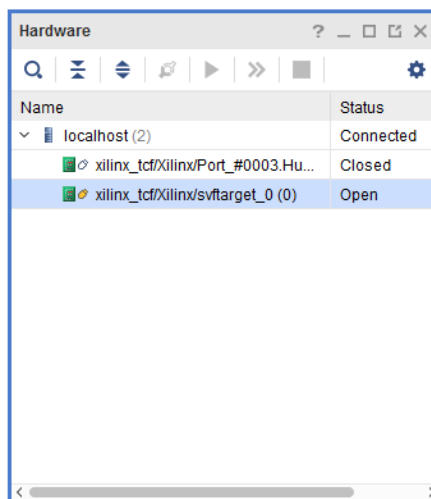 Hardware
Name Status
localhost (2) Connected
xilinx_tcf/Xilinx/Port_#0003.Hu... Closed
xilinx_tcf/Xilinx/svftarget_0 (0) Open